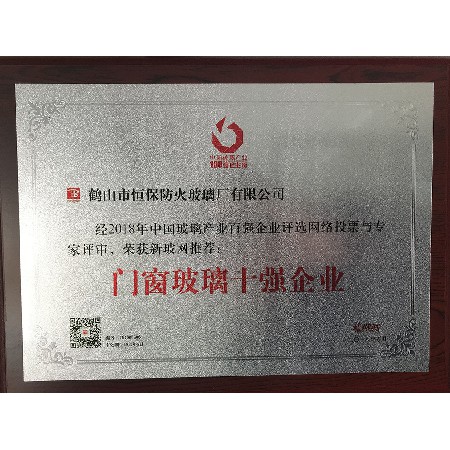 鹤山市恒保防火玻璃厂有限公司
经2018年中国玻璃产业百强企业评选网络投票与专
家评审，荣获新玻网推荐：
门窗玻璃十强企业